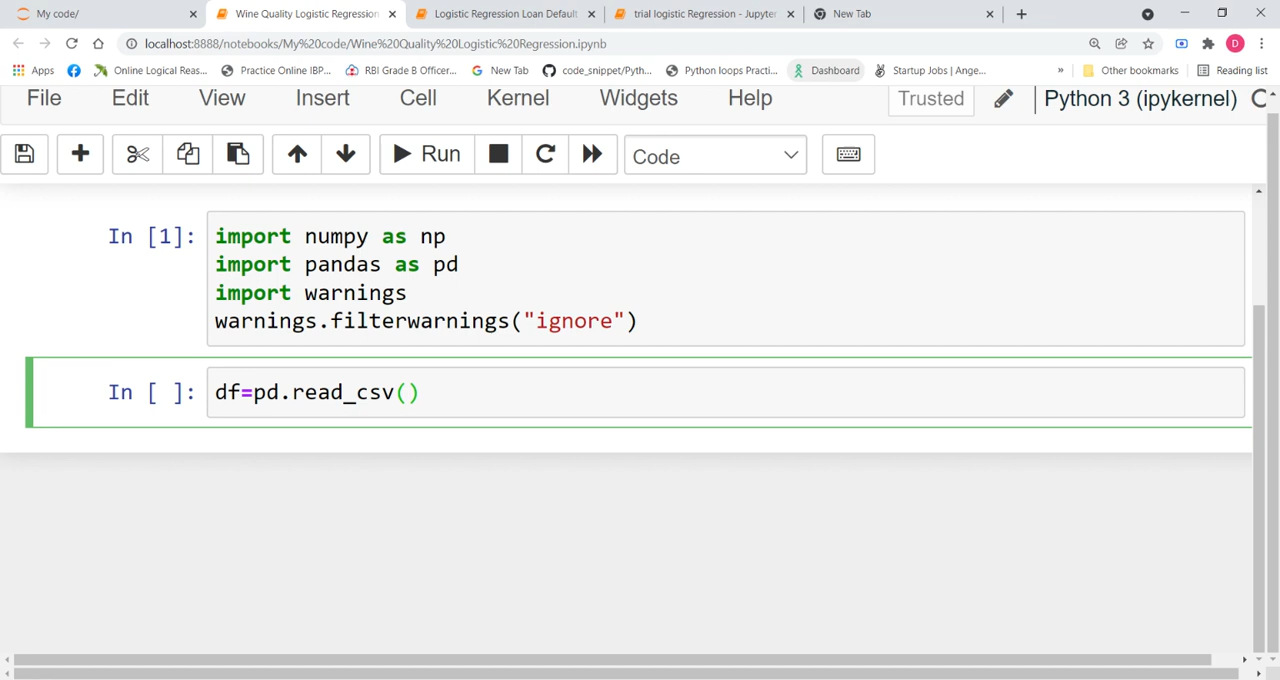 My code/
Wine Quality Logistic Regression
Logistic Regression Loan Default
trial logistic Regression - Jupyter
New Tab
localhost:8888/notebooks/My%20code/Wine%20Quality%20Logistic%20Regression.ipynb
D
Apps
Online Logical Reas...
Practice Online IBP...
RBI Grade B Officer...
New Tab
code_snippet/Pyth...
Python loops Practi...
Dashboard
Startup Jobs | Ange...
»
Other bookmarks
Reading list
File Edit View Insert Cell Kernel Widgets Help
Trusted
Python 3 (ipykernel)
Run
Code
In [1]:
import numpy as np
import pandas as pd
import warnings
warnings.filterwarnings("ignore")
In [ ]:
df=pd.read_csv()